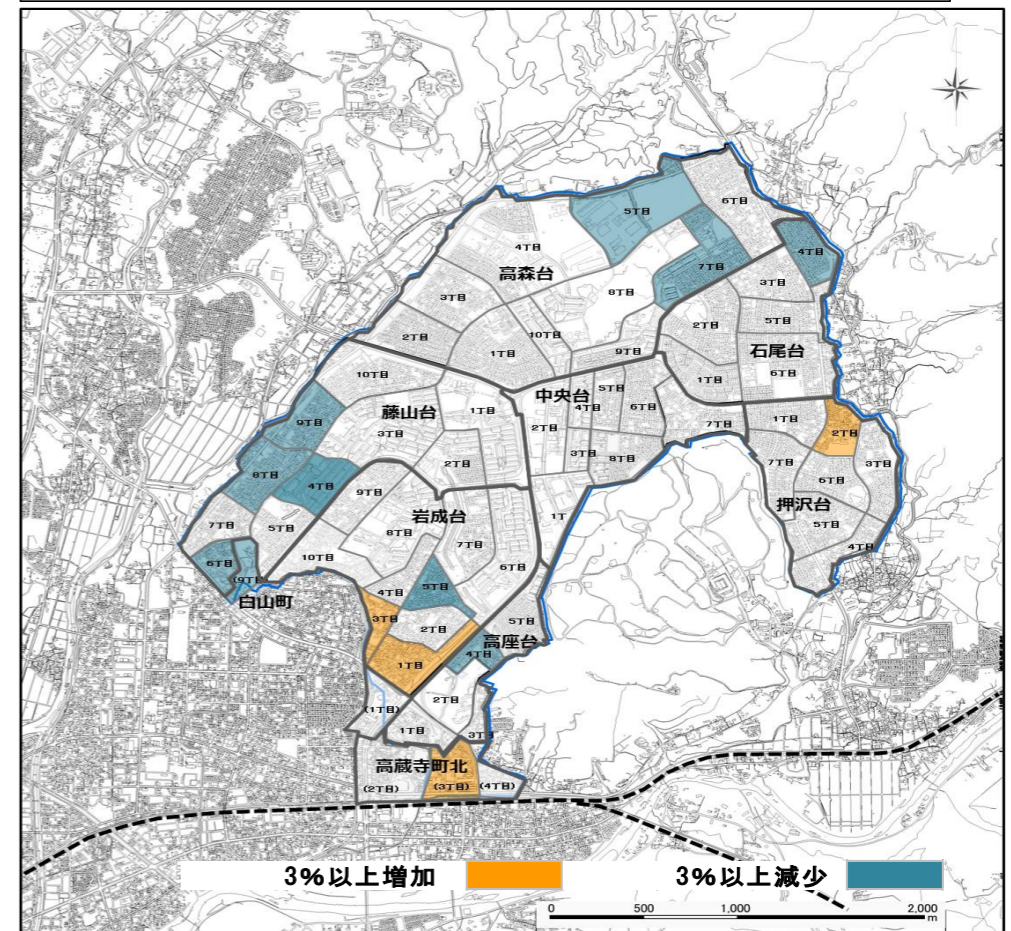 6丁目
5丁目
4丁目
4丁目
高森台
7丁目
3丁目
8丁目
3丁目
2丁目
5丁目
10丁目
2丁目
1丁目
9丁目
石尾台
10丁目
5丁目
1丁目
6丁目
中央台
4丁目
6丁目
藤山台
1丁目
9丁目
3丁目
2丁目
7丁目
1丁目
2丁目
3丁目
8丁目
2丁目
7丁目
3丁目
8丁目
4丁目
9丁目
6丁目
押沢台
岩成台
1丁
5丁目
7丁目
5丁目
8丁目
7丁目
4丁目
6丁目
10丁目
6丁目
(9丁目
白山町
4丁目
5丁目
3丁目
2丁目
5丁目
高座台
4丁目
1丁目
2丁目
(1丁目)
1丁目
3丁目
高蔵寺町北
(2丁目)
(3丁目)
(4丁目)
3%以上増加
3%以上減少
0
500
1,000
2,000
m